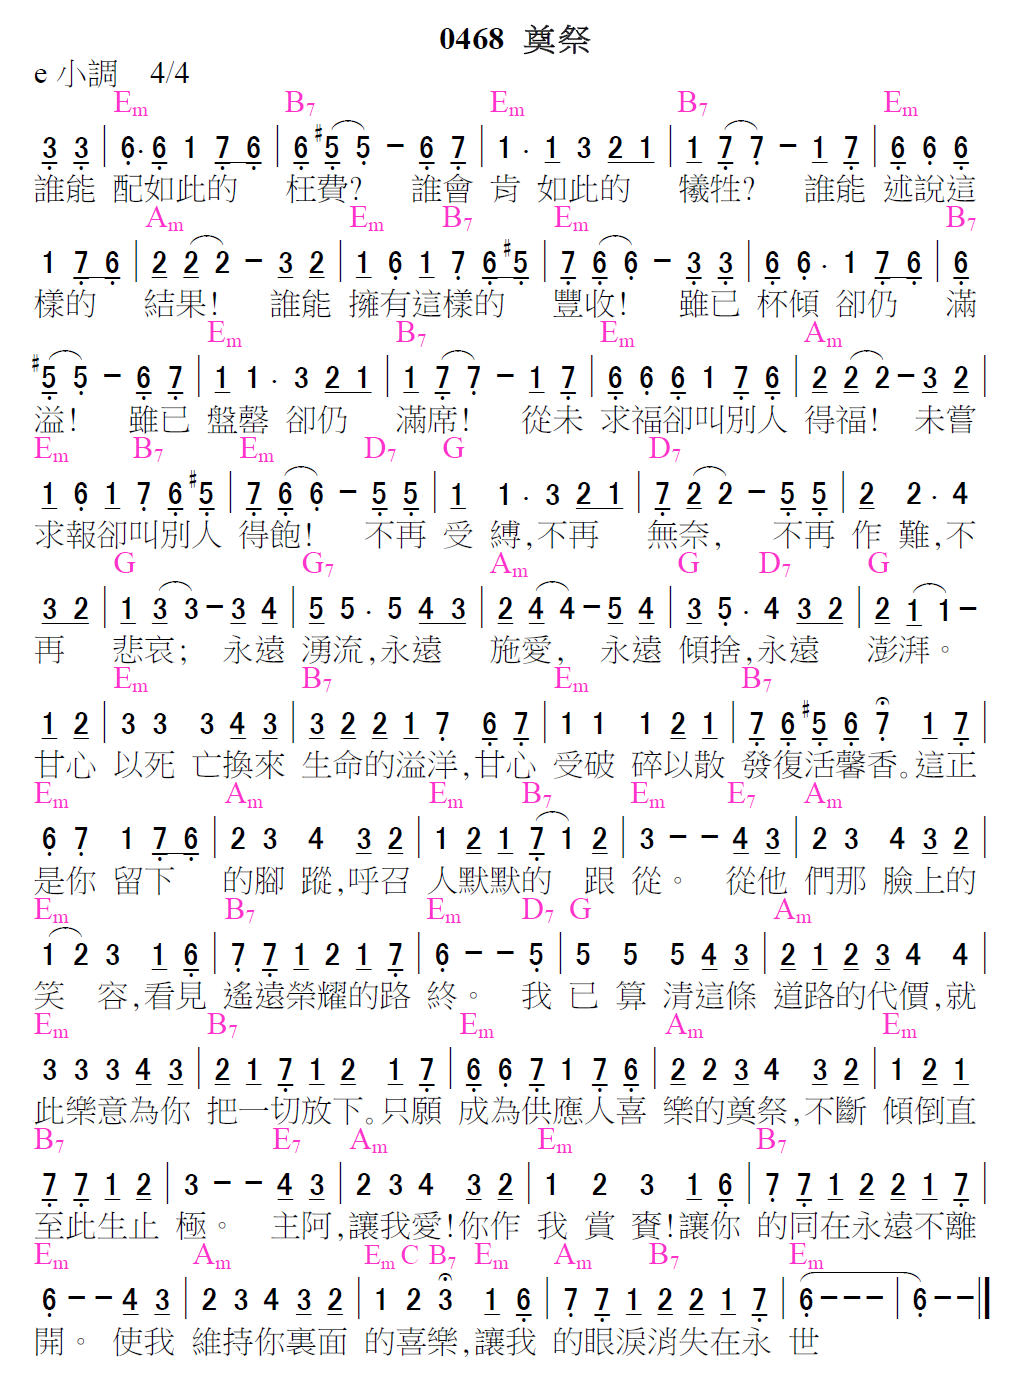 0468 奠祭
e 小調 4/4
Em B7 Em B7 Em
3 3 | 6· 6 1 7 6 | 6 #5 5 – 6 7 | 1 · 1 3 2 1 | 1 7 7 – 1 7 | 6 6 6
誰能 配如此的 枉費? 誰會 肯 如此的 犧牲? 誰能 述說這
Am Em B7 Em B7
1 7 6 | 2 2 2 – 3 2 | 1 6 1 7 6 #5 | 7 6 6 – 3 3 | 6 6 · 1 7 6 | 6
樣的 結果! 誰能 擁有這樣的 豐收! 雖已 杯傾 卻仍 滿
Em B7 Em Am
#5 5 – 6 7 | 1 1 · 3 2 1 | 1 7 7 – 1 7 | 6 6 6 1 7 6 | 2 2 2 – 3 2 |
溢! 雖已 盤罄 卻仍 滿席! 從未 求福卻叫別人 得福! 未嘗
Em B7 Em D7 G D7
1 6 1 7 6 #5 | 7 6 6 – 5 5 | 1 1 · 3 2 1 | 7 2 2 – 5 5 | 2 2 · 4
求報卻叫別人 得飽! 不再 受 縛,不再 無奈, 不再 作 難,不
G G7 Am G D7 G
3 2 | 1 3 3 – 3 4 | 5 5 · 5 4 3 | 2 4 4 – 5 4 | 3 5 · 4 3 2 | 2 1 1 –
再 悲哀; 永遠 湧流,永遠 施愛, 永遠 傾捨,永遠 澎湃。
Em B7 Em B7
1 2 | 3 3 3 4 3 | 3 2 2 1 7 6 7 | 1 1 1 2 1 | 7 6 #5 6 7 1 7 |
甘心 以死 亡換來 生命的溢洋,甘心 受破 碎以散 發復活馨香。這正
Em Am Em B7 Em E7 Am
6 7 1 7 6 | 2 3 4 3 2 | 1 2 1 7 1 2 | 3 – – 4 3 | 2 3 4 3 2 |
是你 留下 的腳 蹤,呼召 人默默的 跟 從。 從他 們那 臉上的
Em B7 Em D7 G Am
1 2 3 1 6 | 7 7 1 2 1 7 | 6 – – 5 | 5 5 5 4 3 | 2 1 2 3 4 4 |
笑 容,看見 遙遠榮耀的路 終。 我 已 算 清這條 道路的代價,就
Em B7 Em Am Em
3 3 3 4 3 | 2 1 7 1 2 1 7 | 6 6 7 1 7 6 | 2 2 3 4 3 2 | 1 2 1
此樂意為你 把一切放下。只願 成為供應人喜 樂的奠祭,不斷 傾倒直
B7 E7 Am Em B7
7 7 1 2 | 3 – – 4 3 | 2 3 4 3 2 | 1 2 3 1 6 | 7 7 1 2 2 1 7 |
至此生止 極。 主阿,讓我愛!你作 我 賞 賚!讓你 的同在永遠不離
Em Am Em C B7 Em Am B7 Em
6 – – 4 3 | 2 3 4 3 2 | 1 2 3 1 6 | 7 7 1 2 2 1 7 | 6 – – – | 6 – – ‖
開。 使我 維持你裏面 的喜樂,讓我 的眼淚消失在永 世